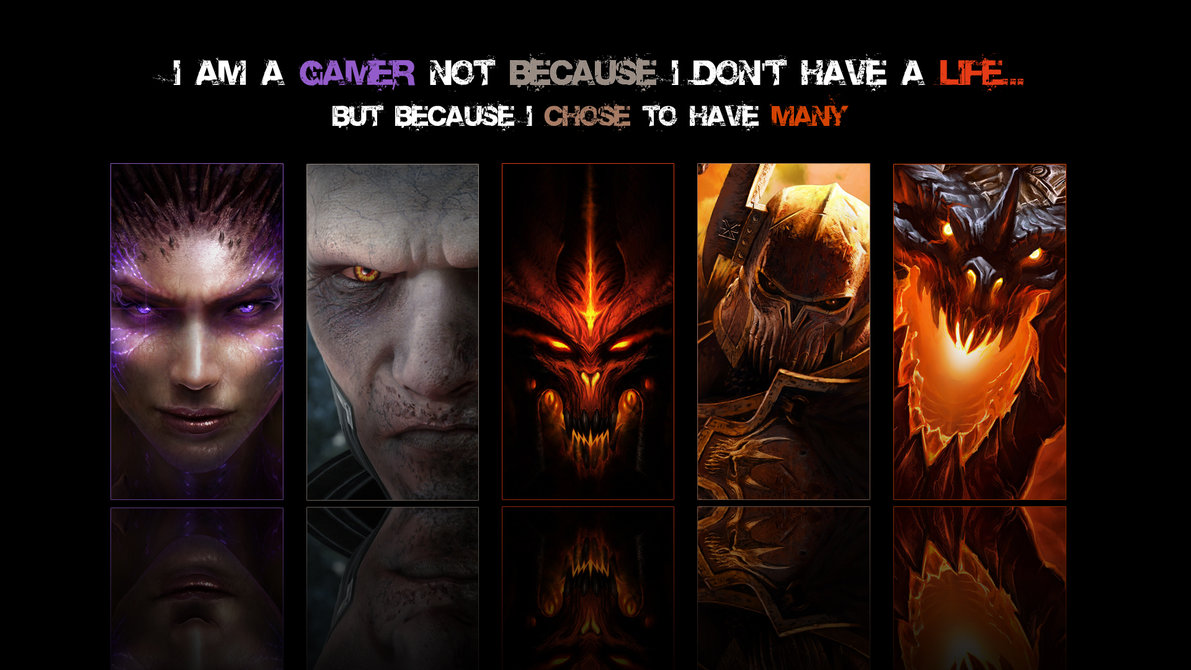 I AM A GAMER NOT BECAUSE I DON'T HAVE A LIFE...
BUT BECAUSE I CHOSE TO HAVE MANY